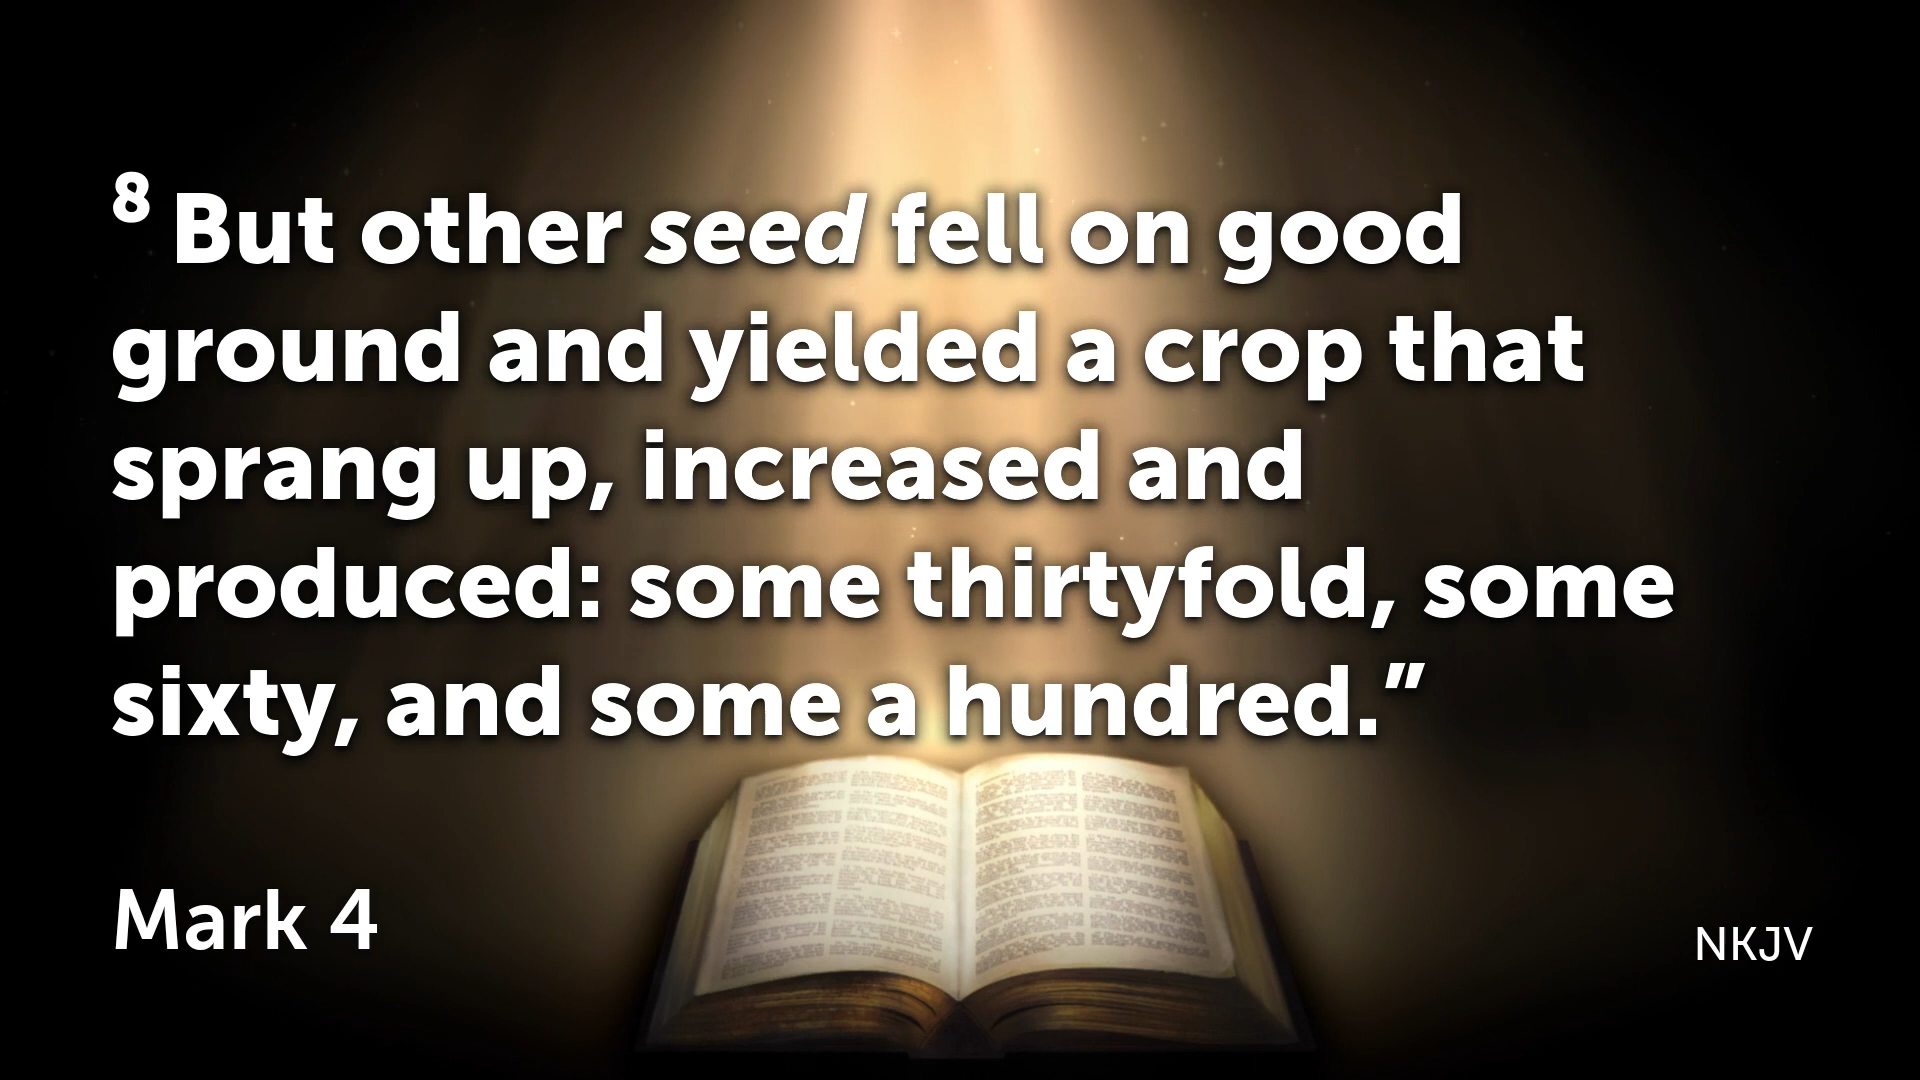 8 But other seed fell on good
ground and yielded a crop that
sprang up, increased and
produced: some thirtyfold, some
sixty, and some a hundred.”
Mark 4
NKJV